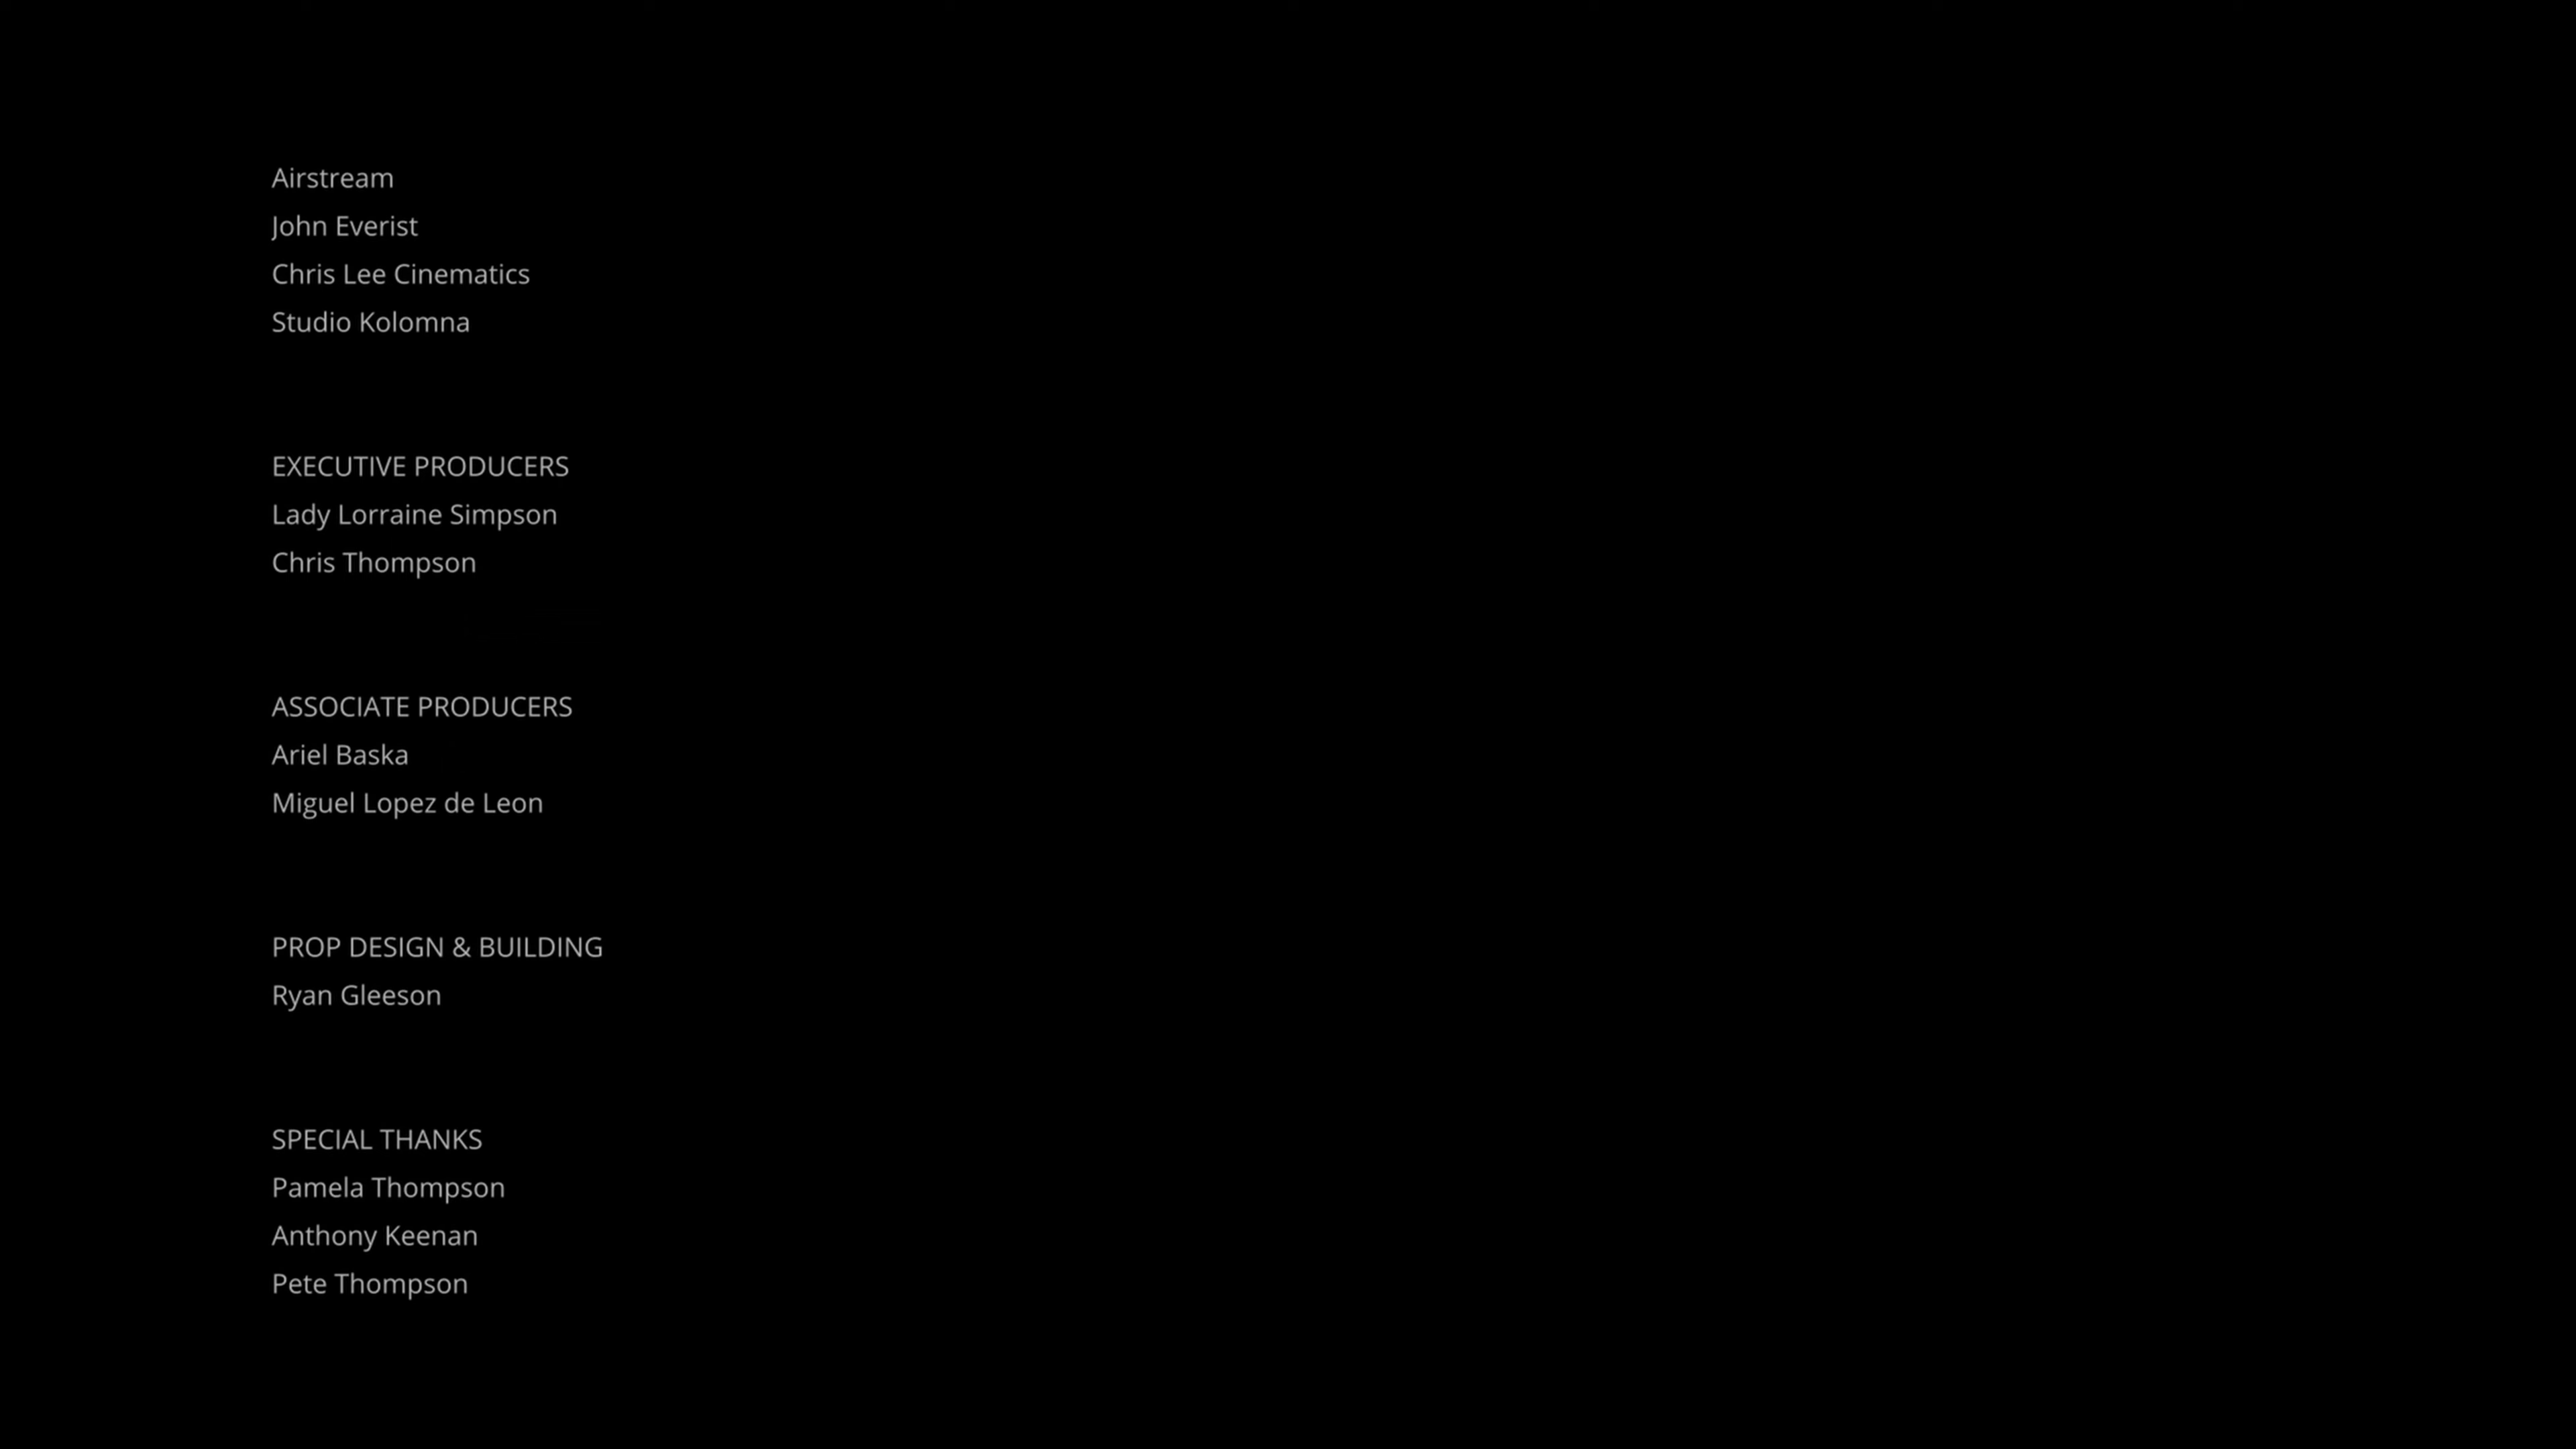 Airstream
John Everist
Chris Lee Cinematics
Studio Kolomna
EXECUTIVE PRODUCERS
Lady Lorraine Simpson
Chris Thompson
ASSOCIATE PRODUCERS
Ariel Baska
Miguel Lopez de Leon
PROP DESIGN & BUILDING
Ryan Gleeson
SPECIAL THANKS
Pamela Thompson
Anthony Keenan
Pete Thompson